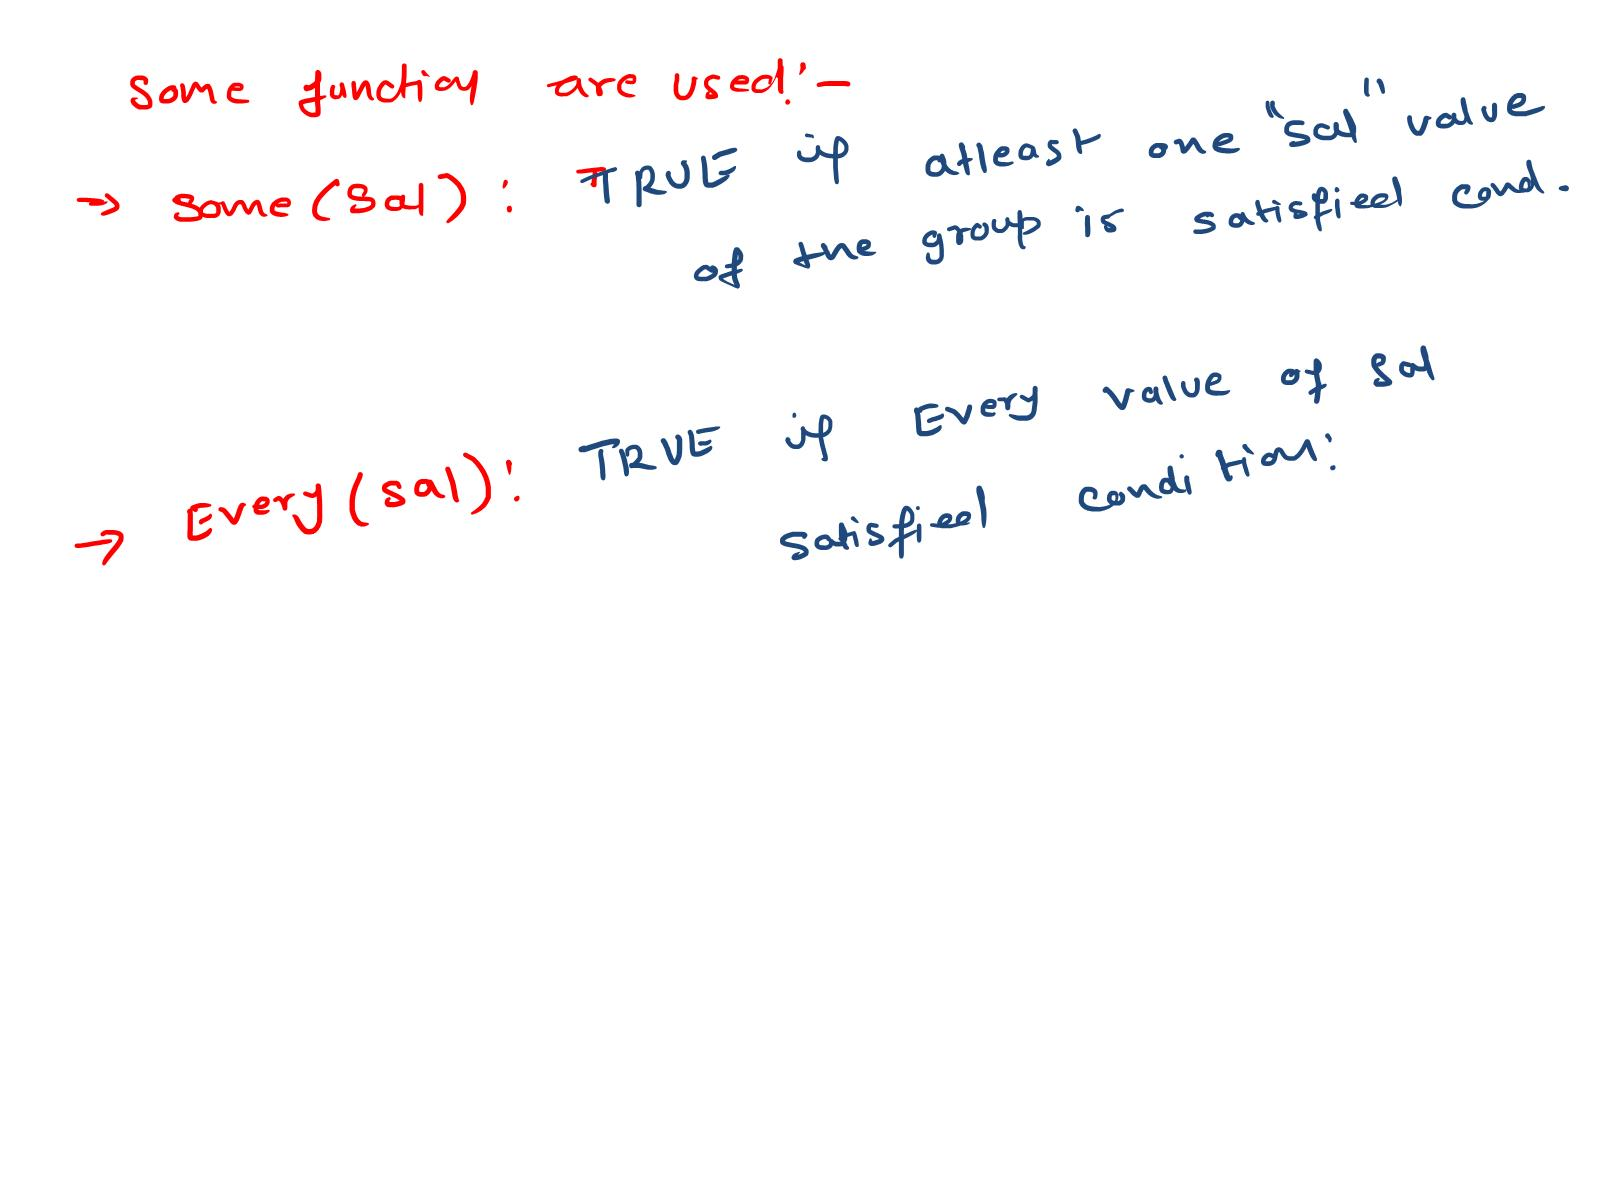 Some function are used:-
→ Some (Sal) : TRUE if atleast one "Sal" value
of the group is satisfied cond.
→ Every (Sal) : TRUE if Every value of Sal
satisfied condition: